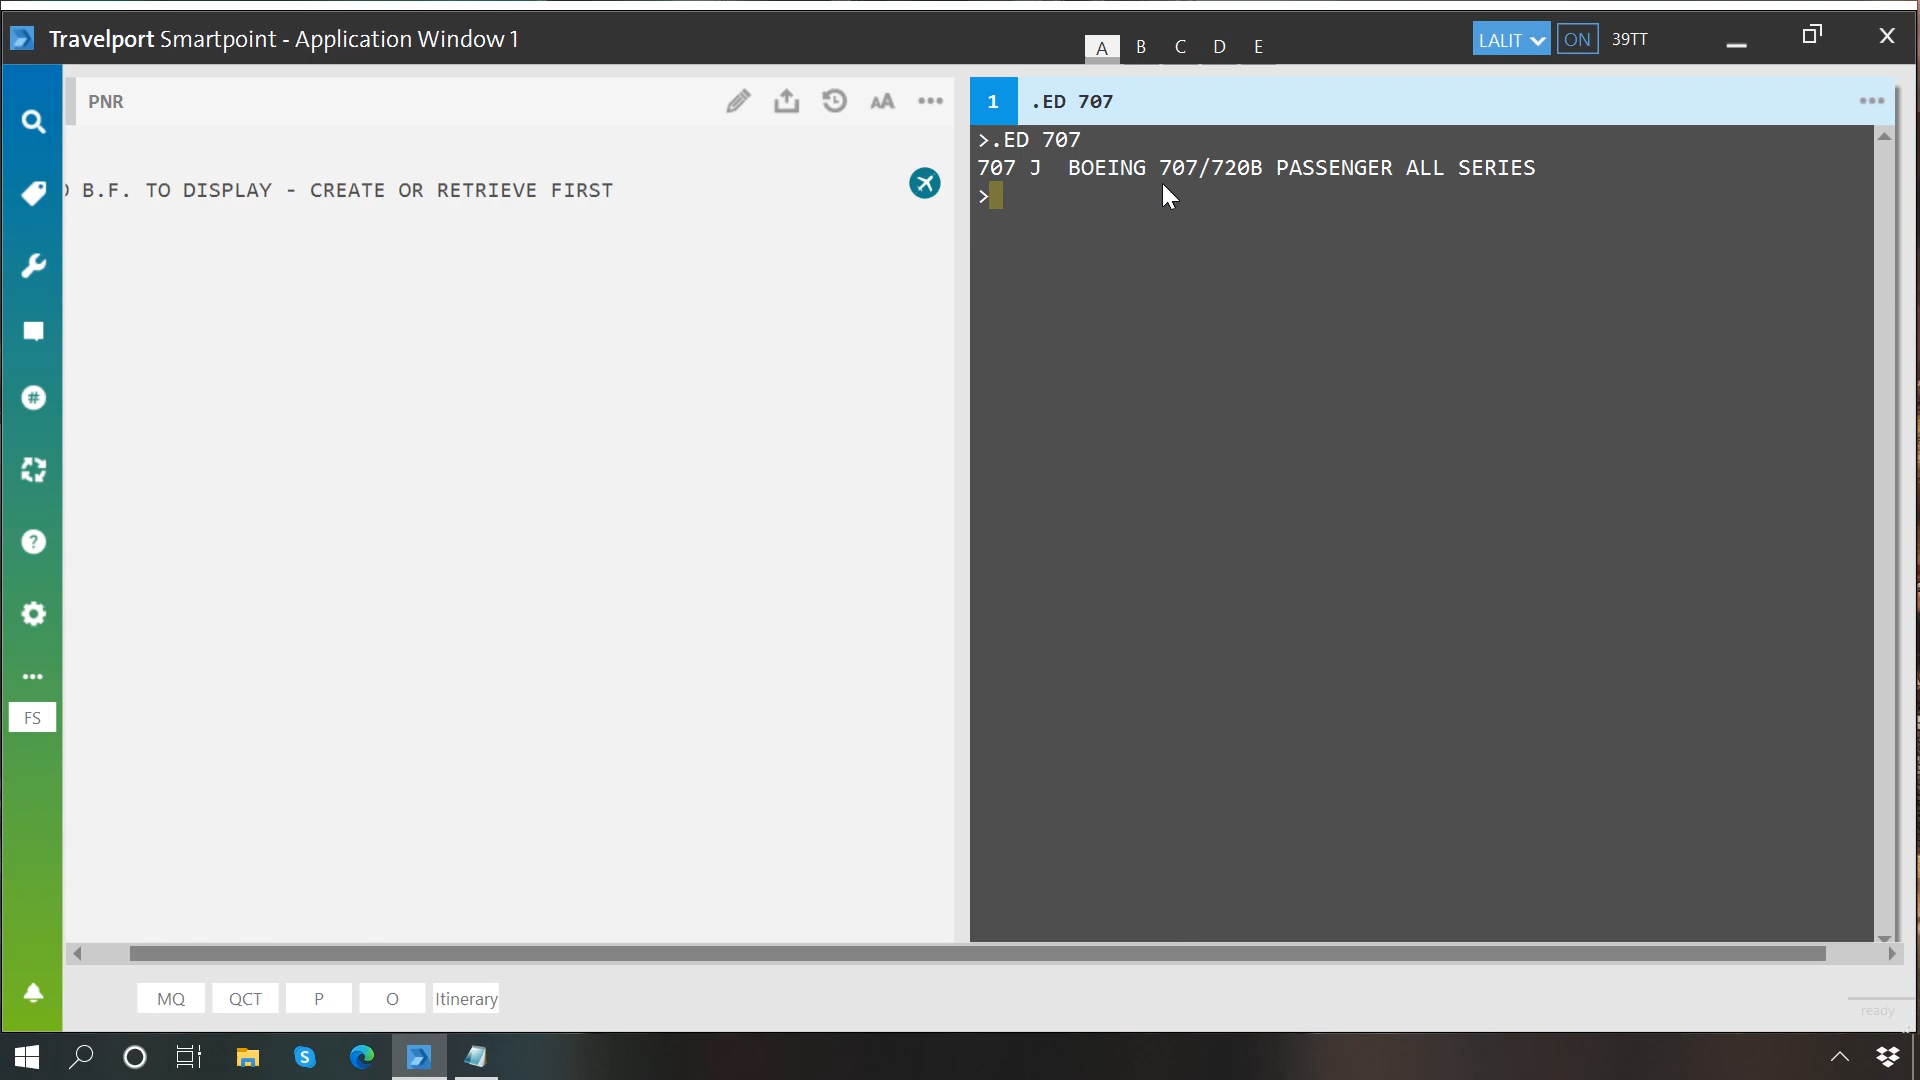 Travelport Smartpoint - Application Window 1
A B C D E
LALIT ON 39TT
PNR
AA
B.F. TO DISPLAY - CREATE OR RETRIEVE FIRST
1 .ED 707
>.ED 707
707 J BOEING 707/720B PASSENGER ALL SERIES
>
FS
MQ QCT P O Itinerary
ready